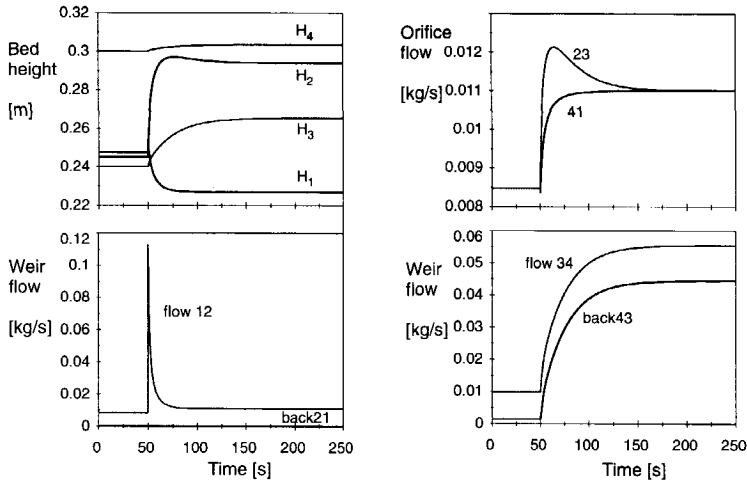 Bed
height
[m]
0.32
0.3
0.28
0.26
0.24
0.22
H4
H2
H3
H1
Orifice
flow
[kg/s]
0.012
0.011
0.010
0.009
0.008
23
41
Weir
flow
[kg/s]
0.12
0.1
0.08
0.06
0.04
0.02
0
flow 12
back21
0 50 100 150 200 250
Time [s]
Weir
flow
[kg/s]
0.06
0.05
0.04
0.03
0.02
0.01
0
flow 34
back43
0 50 100 150 200 250
Time [s]